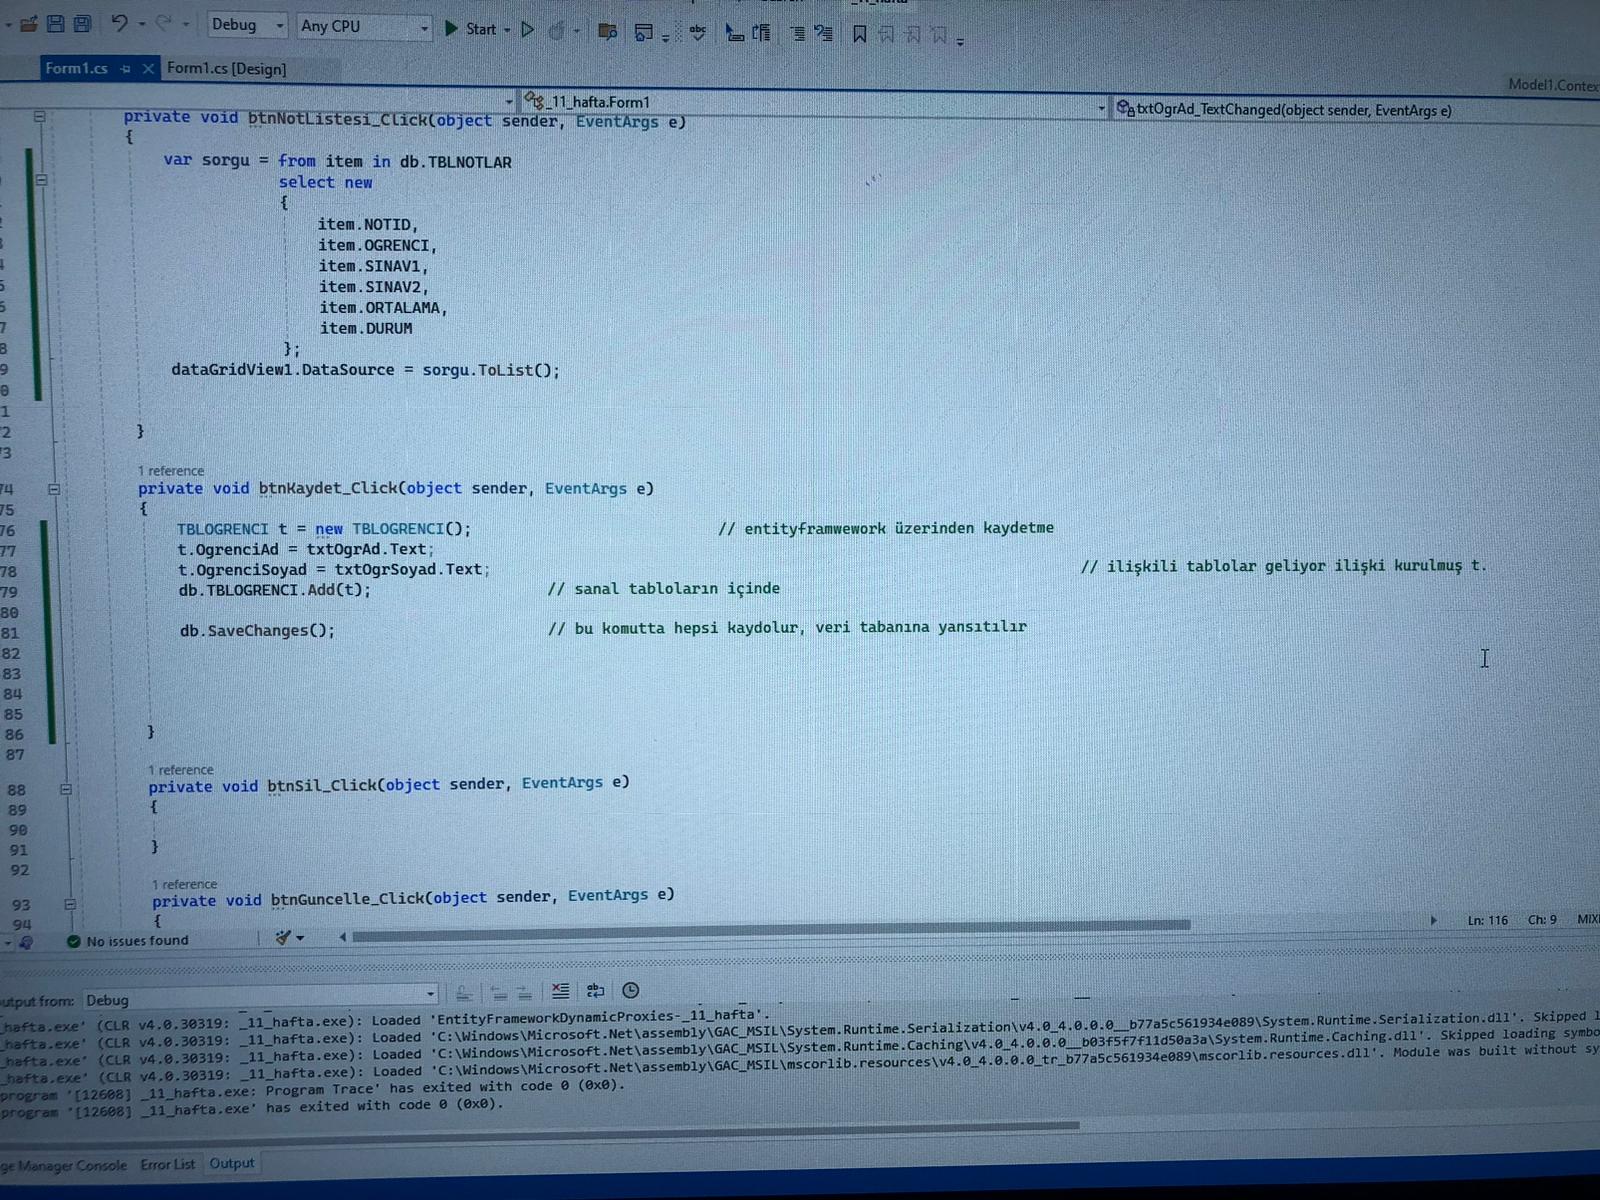 Debug Any CPU Start
Form1.cs Form1.cs [Design]
Model1.Contex
_11_hafta.Form1 txtOgrAd_TextChanged(object sender, EventArgs e)
private void btnNotListesi_Click(object sender, EventArgs e)
{
var sorgu = from item in db.TBLNOTLAR
select new
{
item.NOTID,
item.OGRENCI,
item.SINAV1,
item.SINAV2,
item.ORTALAMA,
item.DURUM
};
dataGridView1.DataSource = sorgu.ToList();
}
1 reference
74 private void btnKaydet_Click(object sender, EventArgs e)
75 {
76 TBLOGRENCI t = new TBLOGRENCI(); // entityframwework üzerinden kaydetme
77 t.OgrenciAd = txtOgrAd.Text;
78 t.OgrenciSoyad = txtOgrSoyad.Text; // ilişkili tablolar geliyor ilişki kurulmuş t.
79 db.TBLOGRENCI.Add(t); // sanal tabloların içinde
80
81 db.SaveChanges(); // bu komutta hepsi kaydolur, veri tabanına yansıtılır
82
83
84
85
86 }
87
1 reference
88 private void btnSil_Click(object sender, EventArgs e)
89 {
90
91 }
92
1 reference
93 private void btnGuncelle_Click(object sender, EventArgs e)
94 {
No issues found Ln: 116 Ch: 9 MIX
utput from: Debug
_hafta.exe' (CLR v4.0.30319: _11_hafta.exe): Loaded 'EntityFrameworkDynamicProxies-_11_hafta'.
_hafta.exe' (CLR v4.0.30319: _11_hafta.exe): Loaded 'C:\Windows\Microsoft.Net\assembly\GAC_MSIL\System.Runtime.Serialization\v4.0_4.0.0.0__b77a5c561934e089\System.Runtime.Serialization.dll'. Skipped l
_hafta.exe' (CLR v4.0.30319: _11_hafta.exe): Loaded 'C:\Windows\Microsoft.Net\assembly\GAC_MSIL\System.Runtime.Caching\v4.0_4.0.0.0__b03f5f7f11d50a3a\System.Runtime.Caching.dll'. Skipped loading symbo
_hafta.exe' (CLR v4.0.30319: _11_hafta.exe): Loaded 'C:\Windows\Microsoft.Net\assembly\GAC_MSIL\mscorlib.resources\v4.0_4.0.0.0_tr_b77a5c561934e089\mscorlib.resources.dll'. Module was built without sy
program '[12608] _11_hafta.exe: Program Trace' has exited with code 0 (0x0).
program '[12608] _11_hafta.exe' has exited with code 0 (0x0).
ge Manager Console Error List Output